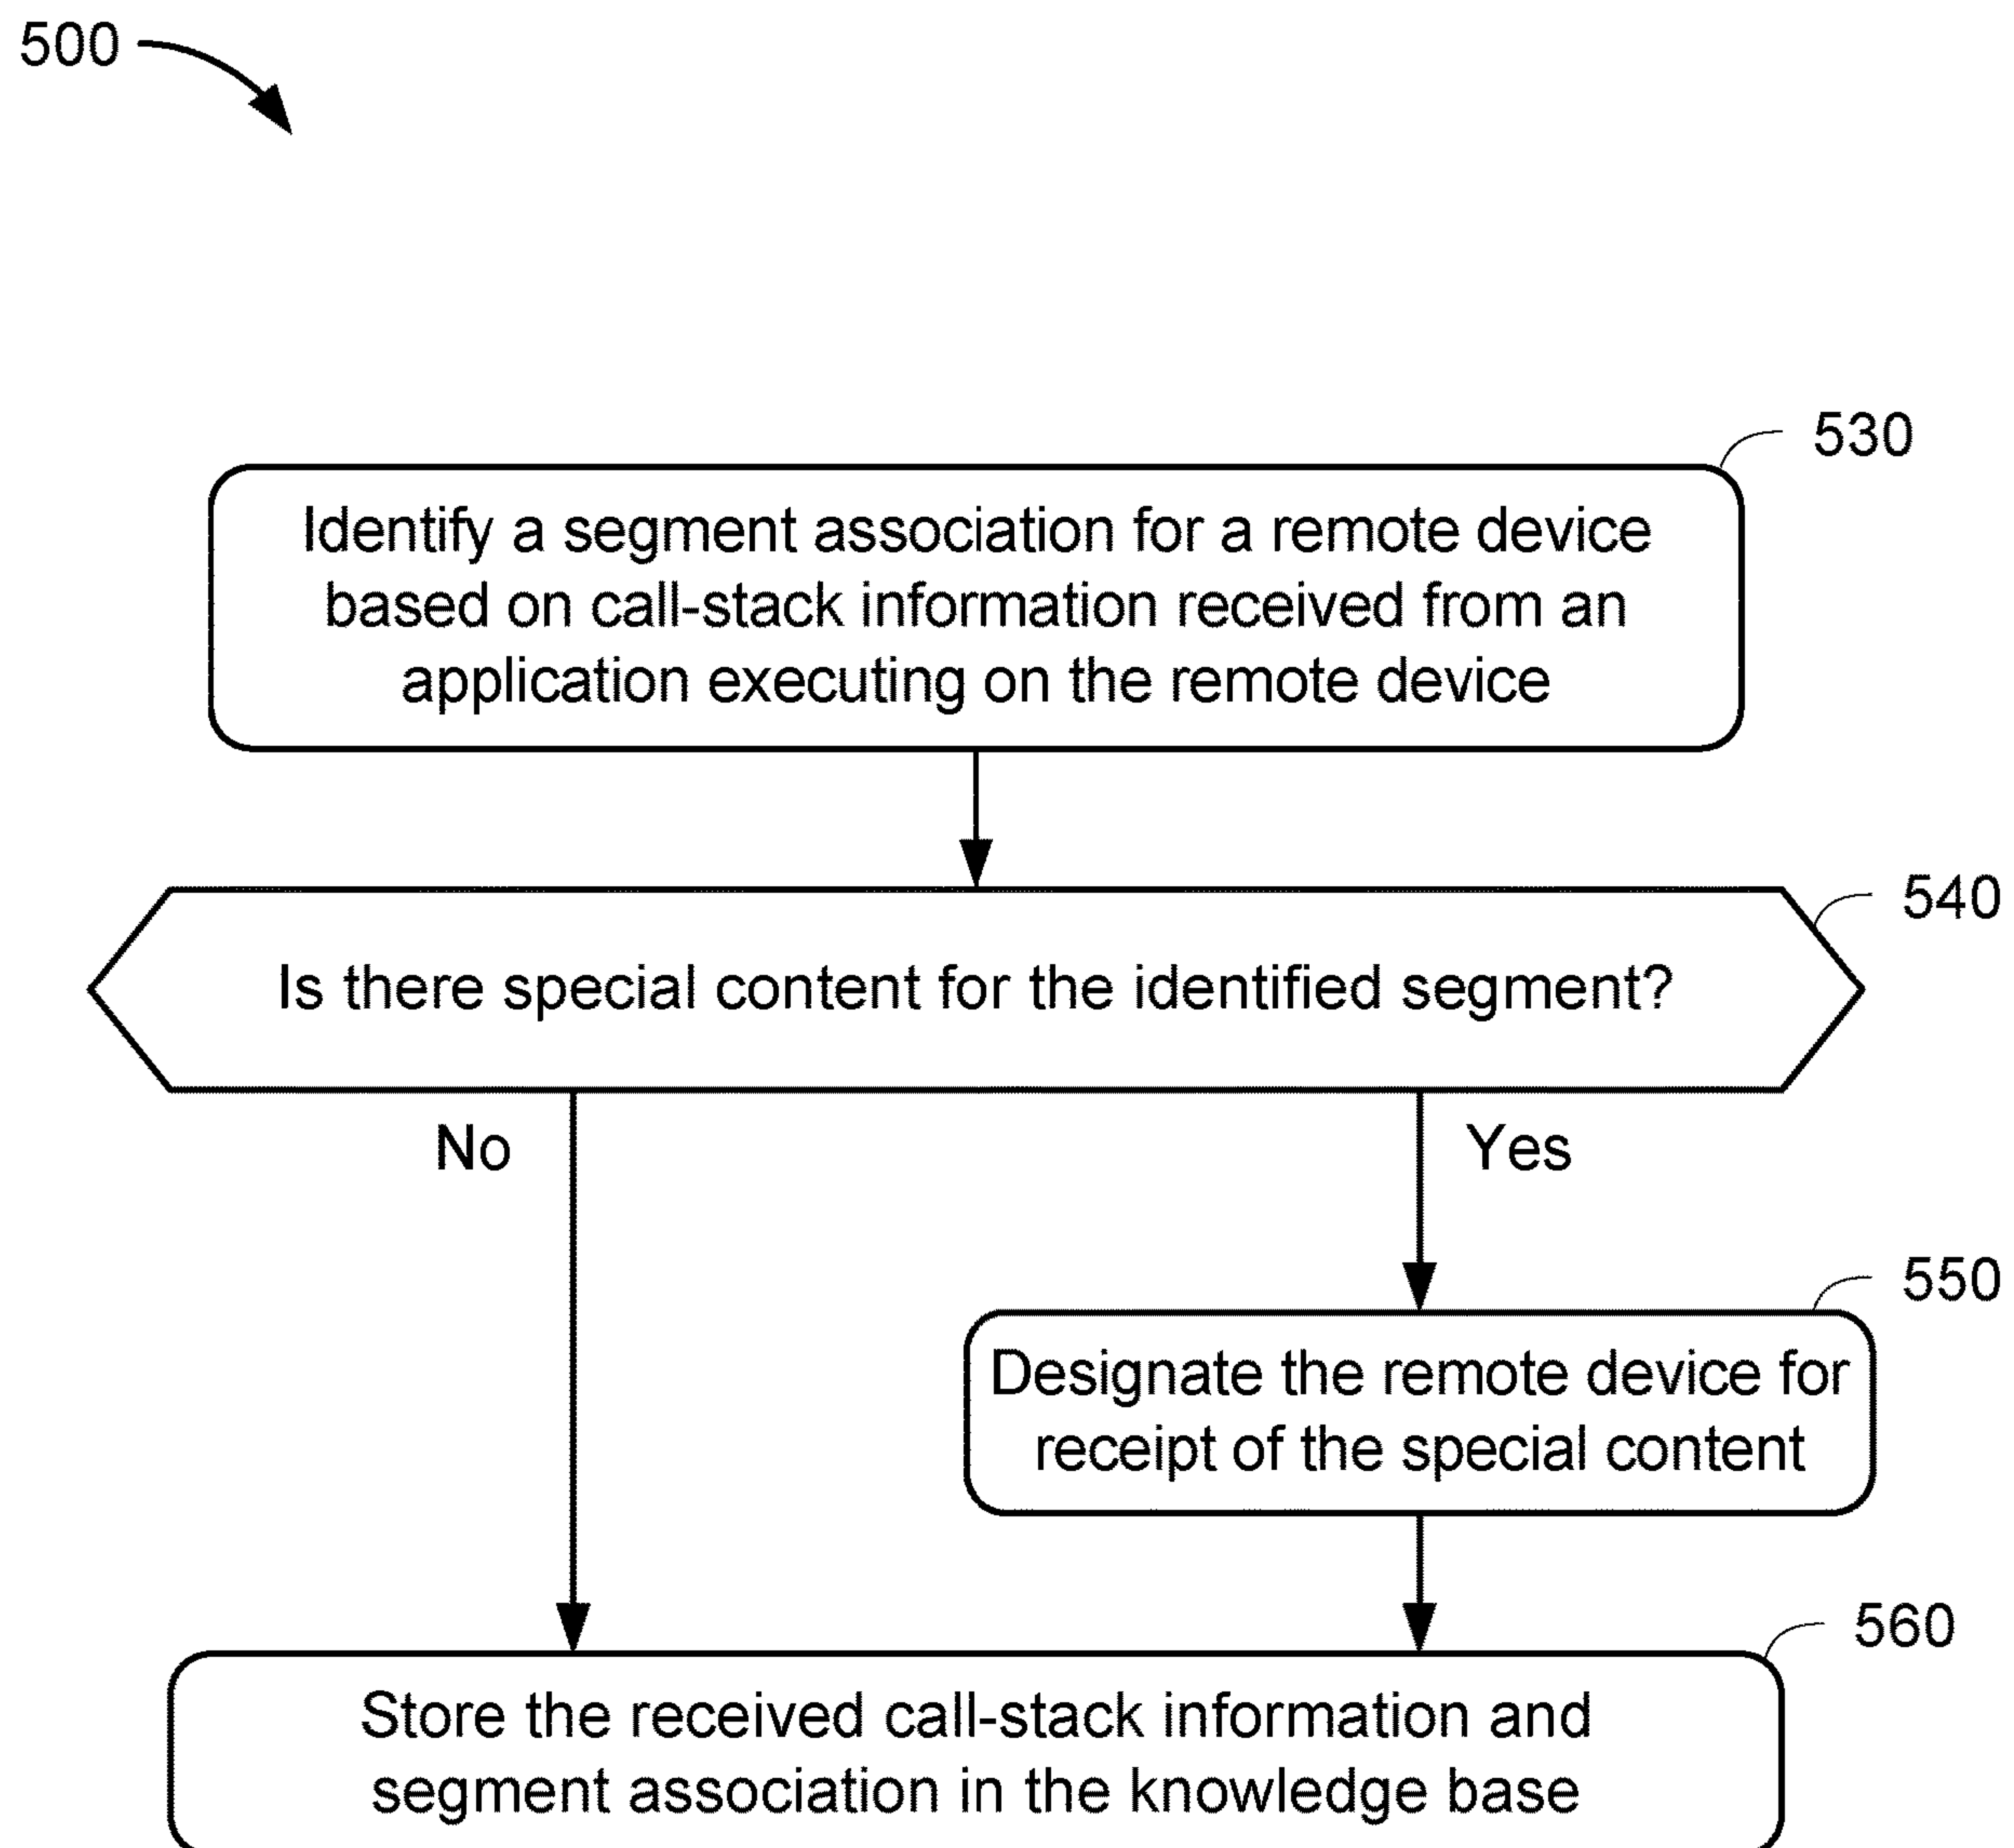 500
530
Identify a segment association for a remote device
based on call-stack information received from an
application executing on the remote device
540
Is there special content for the identified segment?
No
Yes
550
Designate the remote device for
receipt of the special content
560
Store the received call-stack information and
segment association in the knowledge base